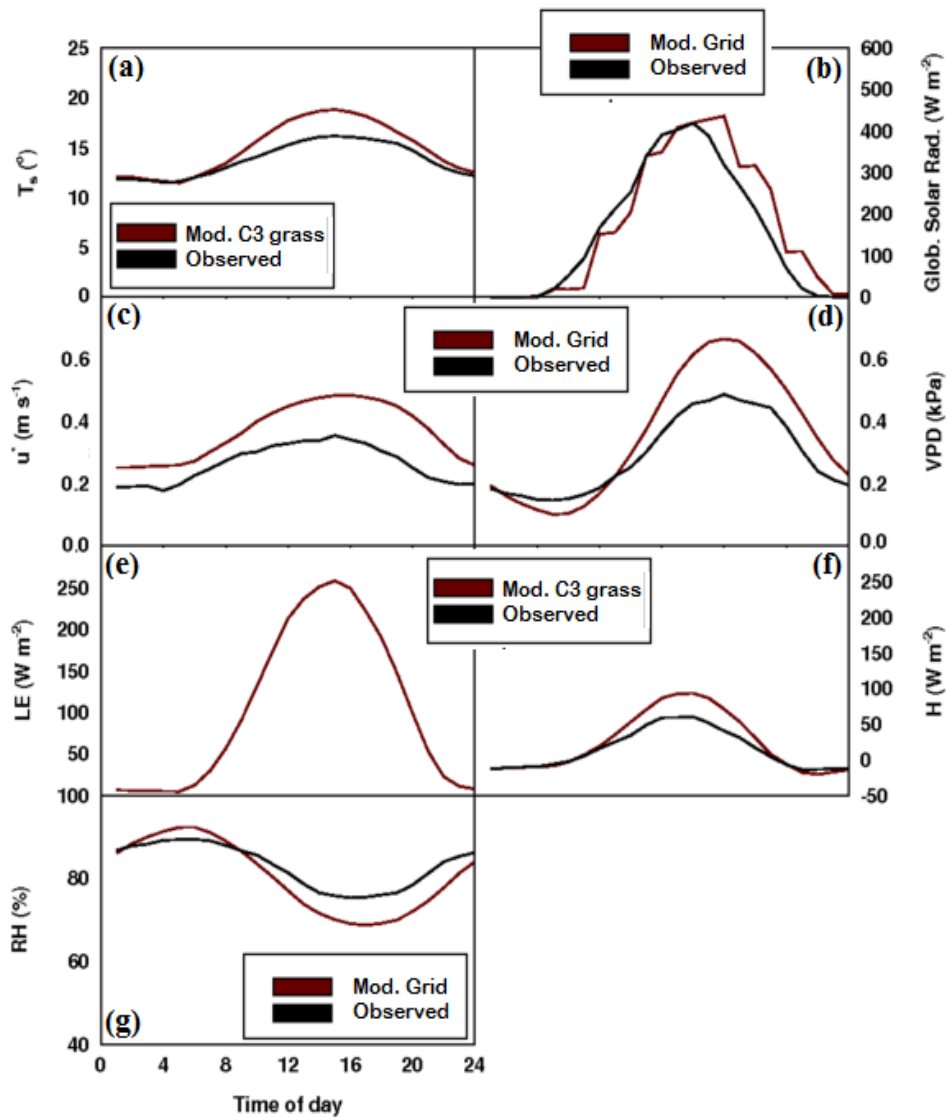 (a)
25
20
15
10
5
0
Tₛ (°)
Mod. C3 grass
Observed
Mod. Grid
Observed
(b)
600
500
400
300
200
100
0
Glob. Solar Rad. (W m⁻²)
(c)
0.6
0.4
0.2
0.0
u* (m s⁻¹)
Mod. Grid
Observed
(d)
0.6
0.4
0.2
0.0
VPD (kPa)
(e)
250
200
150
100
50
LE (W m⁻²)
Mod. C3 grass
Observed
(f)
250
200
150
100
50
0
-50
H (W m⁻²)
100
80
60
40
RH (%)
Mod. Grid
Observed
(g)
0 4 8 12 16 20 24
Time of day